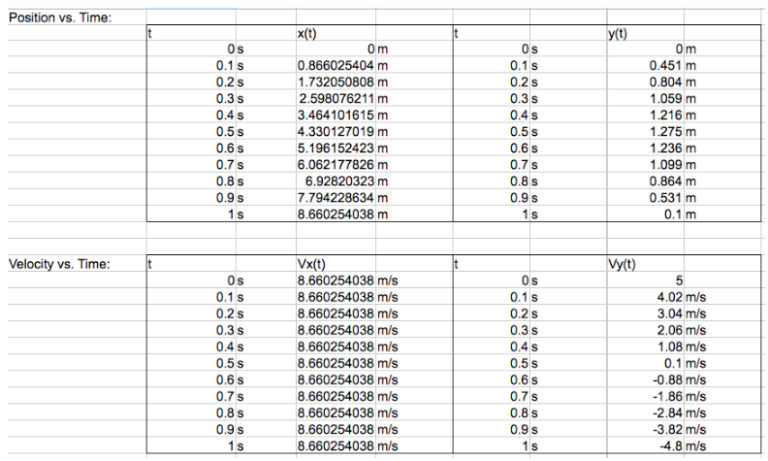 Position vs. Time:
t x(t) t y(t)
0 s 0 m 0 s 0 m
0.1 s 0.866025404 m 0.1 s 0.451 m
0.2 s 1.732050808 m 0.2 s 0.804 m
0.3 s 2.598076211 m 0.3 s 1.059 m
0.4 s 3.464101615 m 0.4 s 1.216 m
0.5 s 4.330127019 m 0.5 s 1.275 m
0.6 s 5.196152423 m 0.6 s 1.236 m
0.7 s 6.062177826 m 0.7 s 1.099 m
0.8 s 6.92820323 m 0.8 s 0.864 m
0.9 s 7.794228634 m 0.9 s 0.531 m
1 s 8.660254038 m 1 s 0.1 m
Velocity vs. Time: t Vx(t) t Vy(t)
0 s 8.660254038 m/s 0 s 5
0.1 s 8.660254038 m/s 0.1 s 4.02 m/s
0.2 s 8.660254038 m/s 0.2 s 3.04 m/s
0.3 s 8.660254038 m/s 0.3 s 2.06 m/s
0.4 s 8.660254038 m/s 0.4 s 1.08 m/s
0.5 s 8.660254038 m/s 0.5 s 0.1 m/s
0.6 s 8.660254038 m/s 0.6 s -0.88 m/s
0.7 s 8.660254038 m/s 0.7 s -1.86 m/s
0.8 s 8.660254038 m/s 0.8 s -2.84 m/s
0.9 s 8.660254038 m/s 0.9 s -3.82 m/s
1 s 8.660254038 m/s 1 s -4.8 m/s